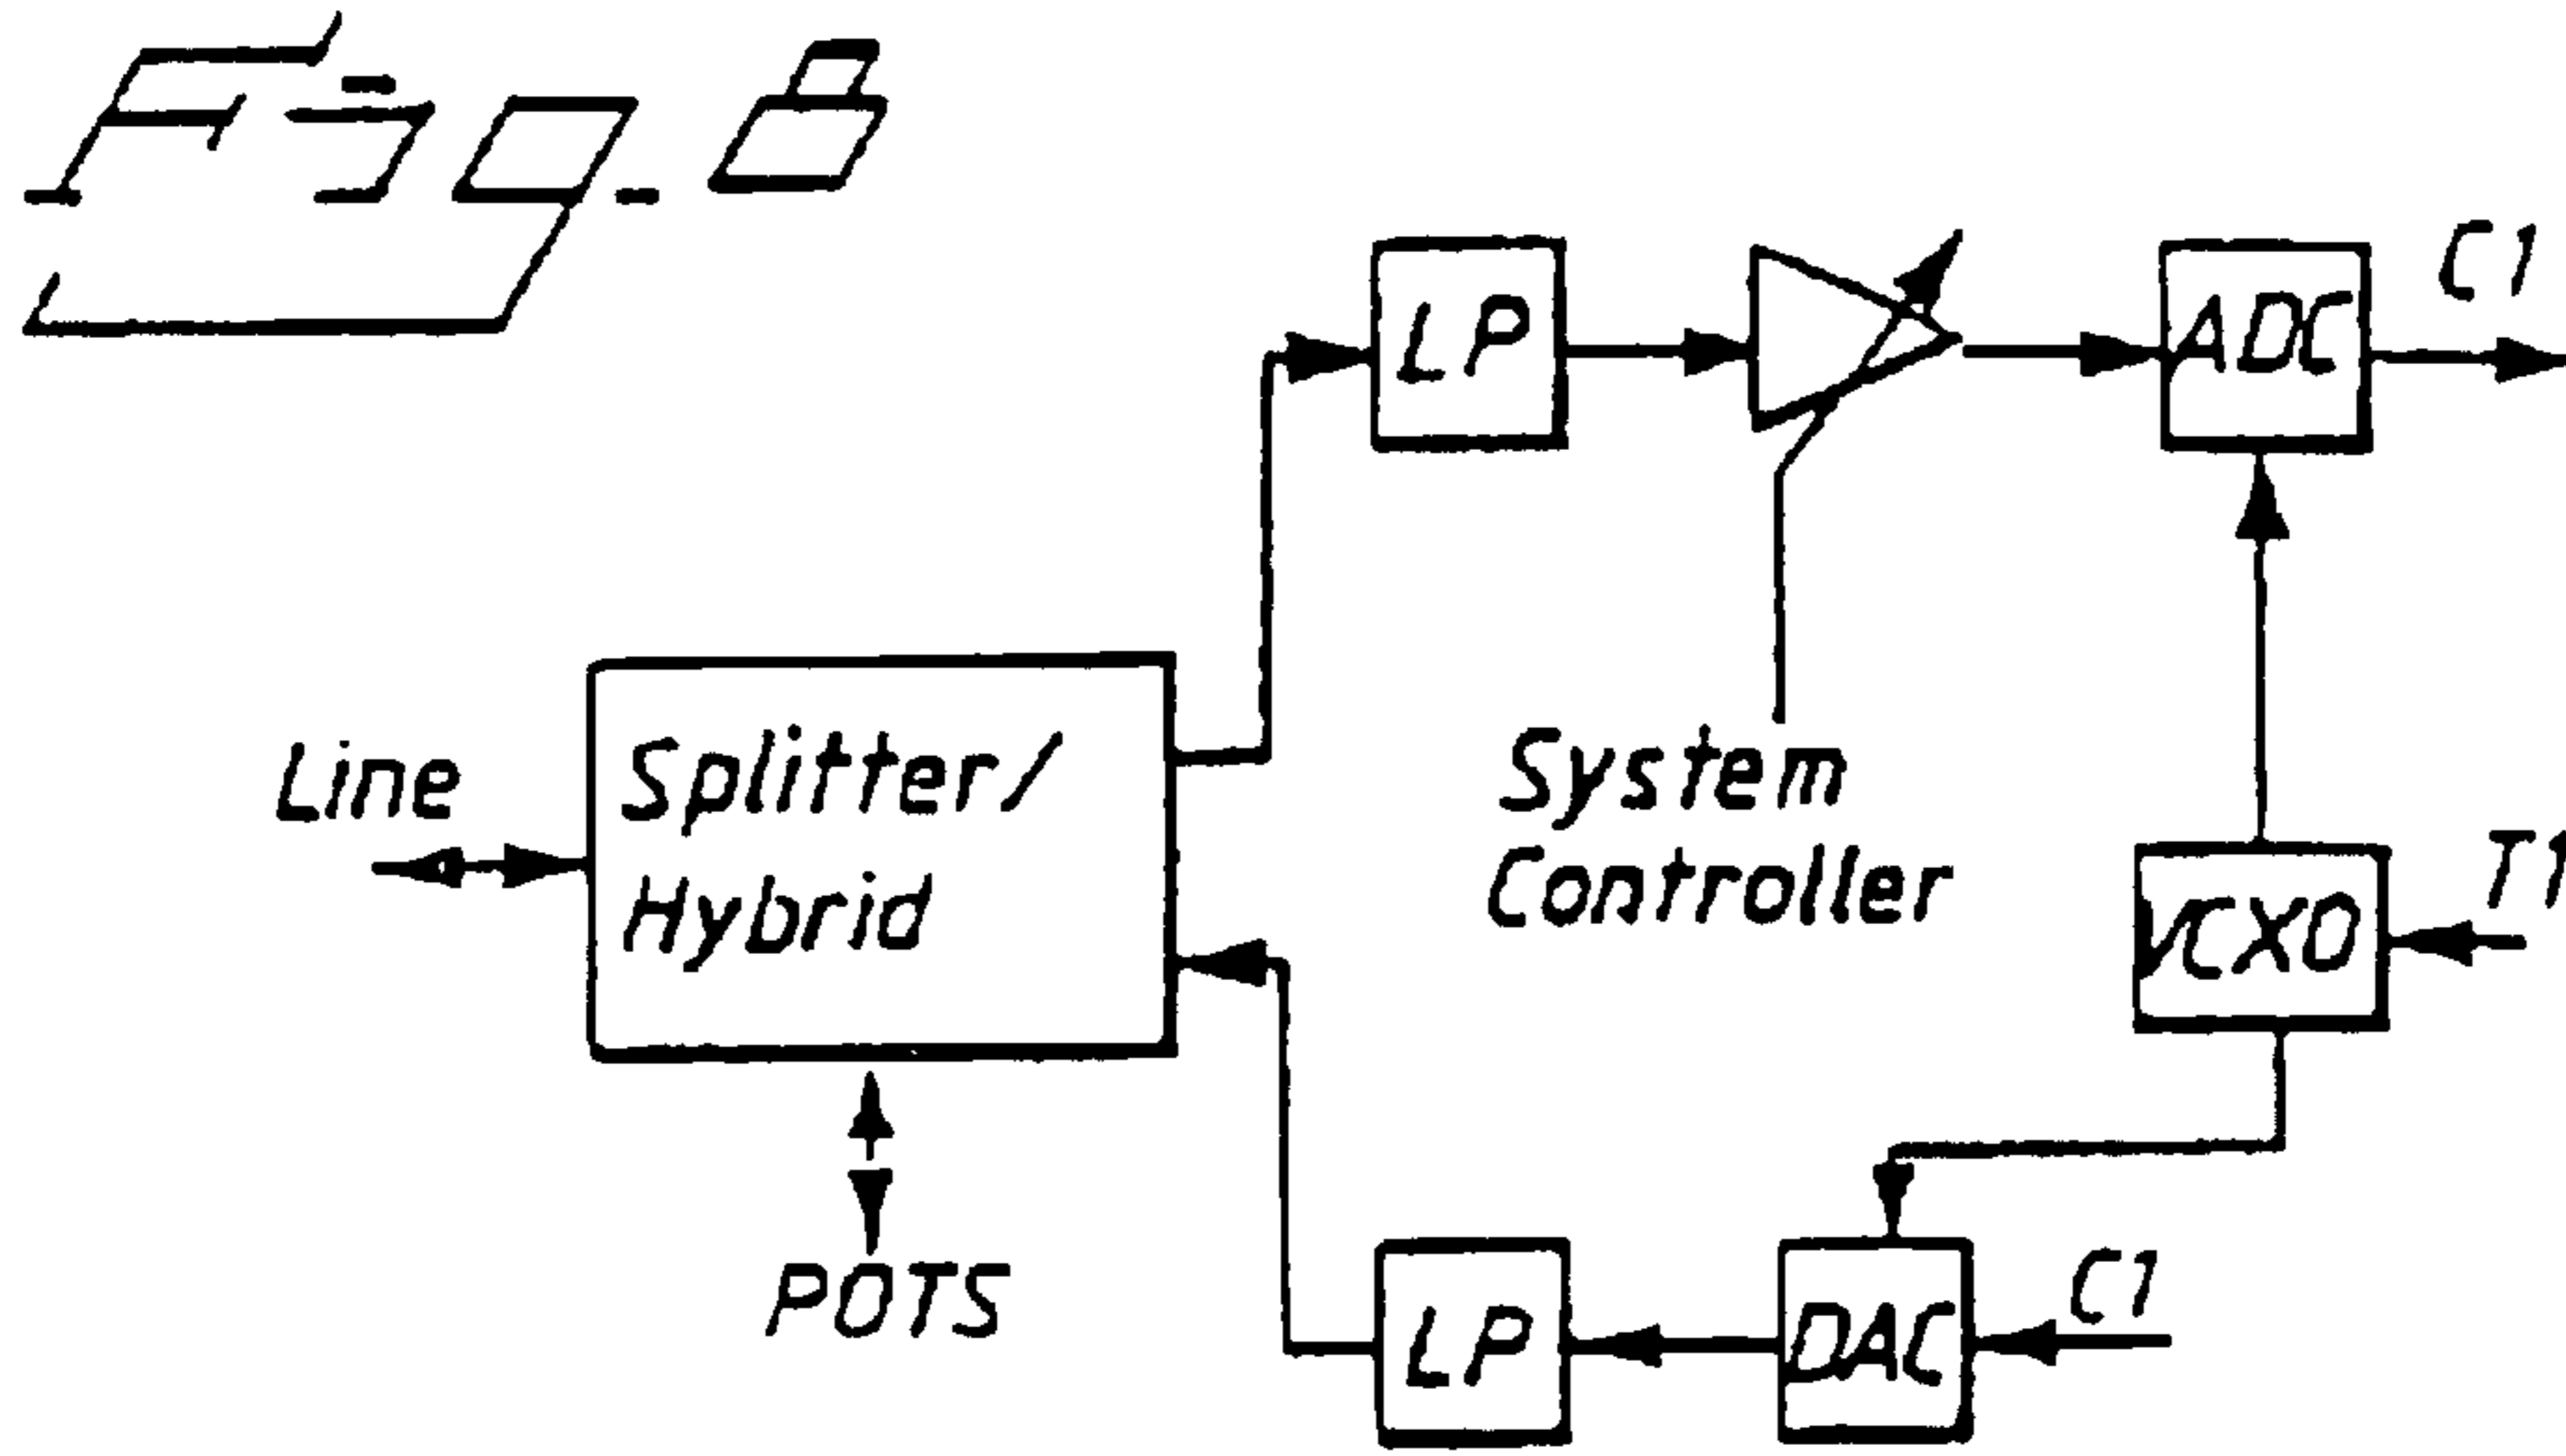 Fig. 8
LP
ADC
C1
Line
Splitter/
Hybrid
System
Controller
VCXO
T1
POTS
LP
DAC
C1